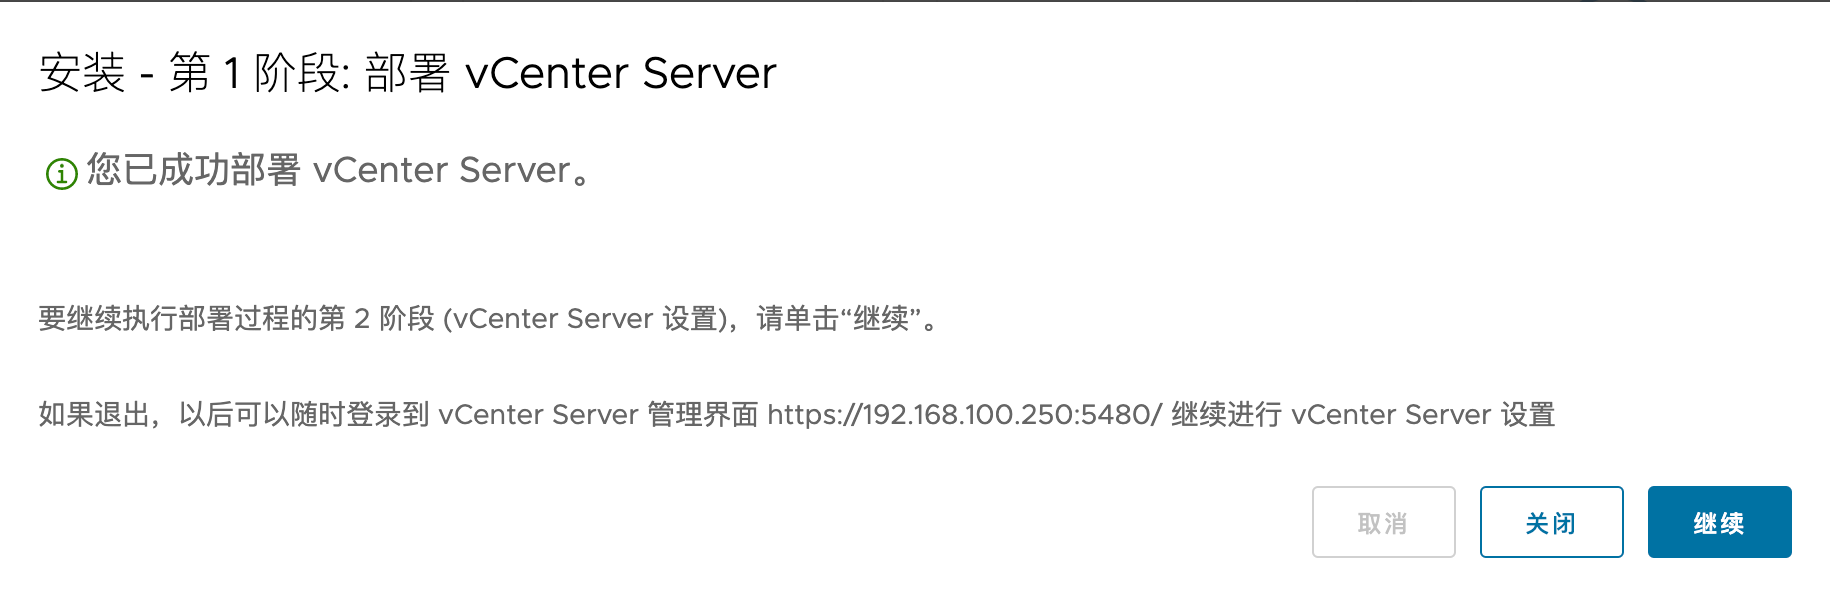 安装 - 第 1 阶段: 部署 vCenter Server
您已成功部署 vCenter Server。
要继续执行部署过程的第 2 阶段 (vCenter Server 设置)，请单击“继续”。
如果退出，以后可以随时登录到 vCenter Server 管理界面 https://192.168.100.250:5480/ 继续进行 vCenter Server 设置
取消
关闭
继续